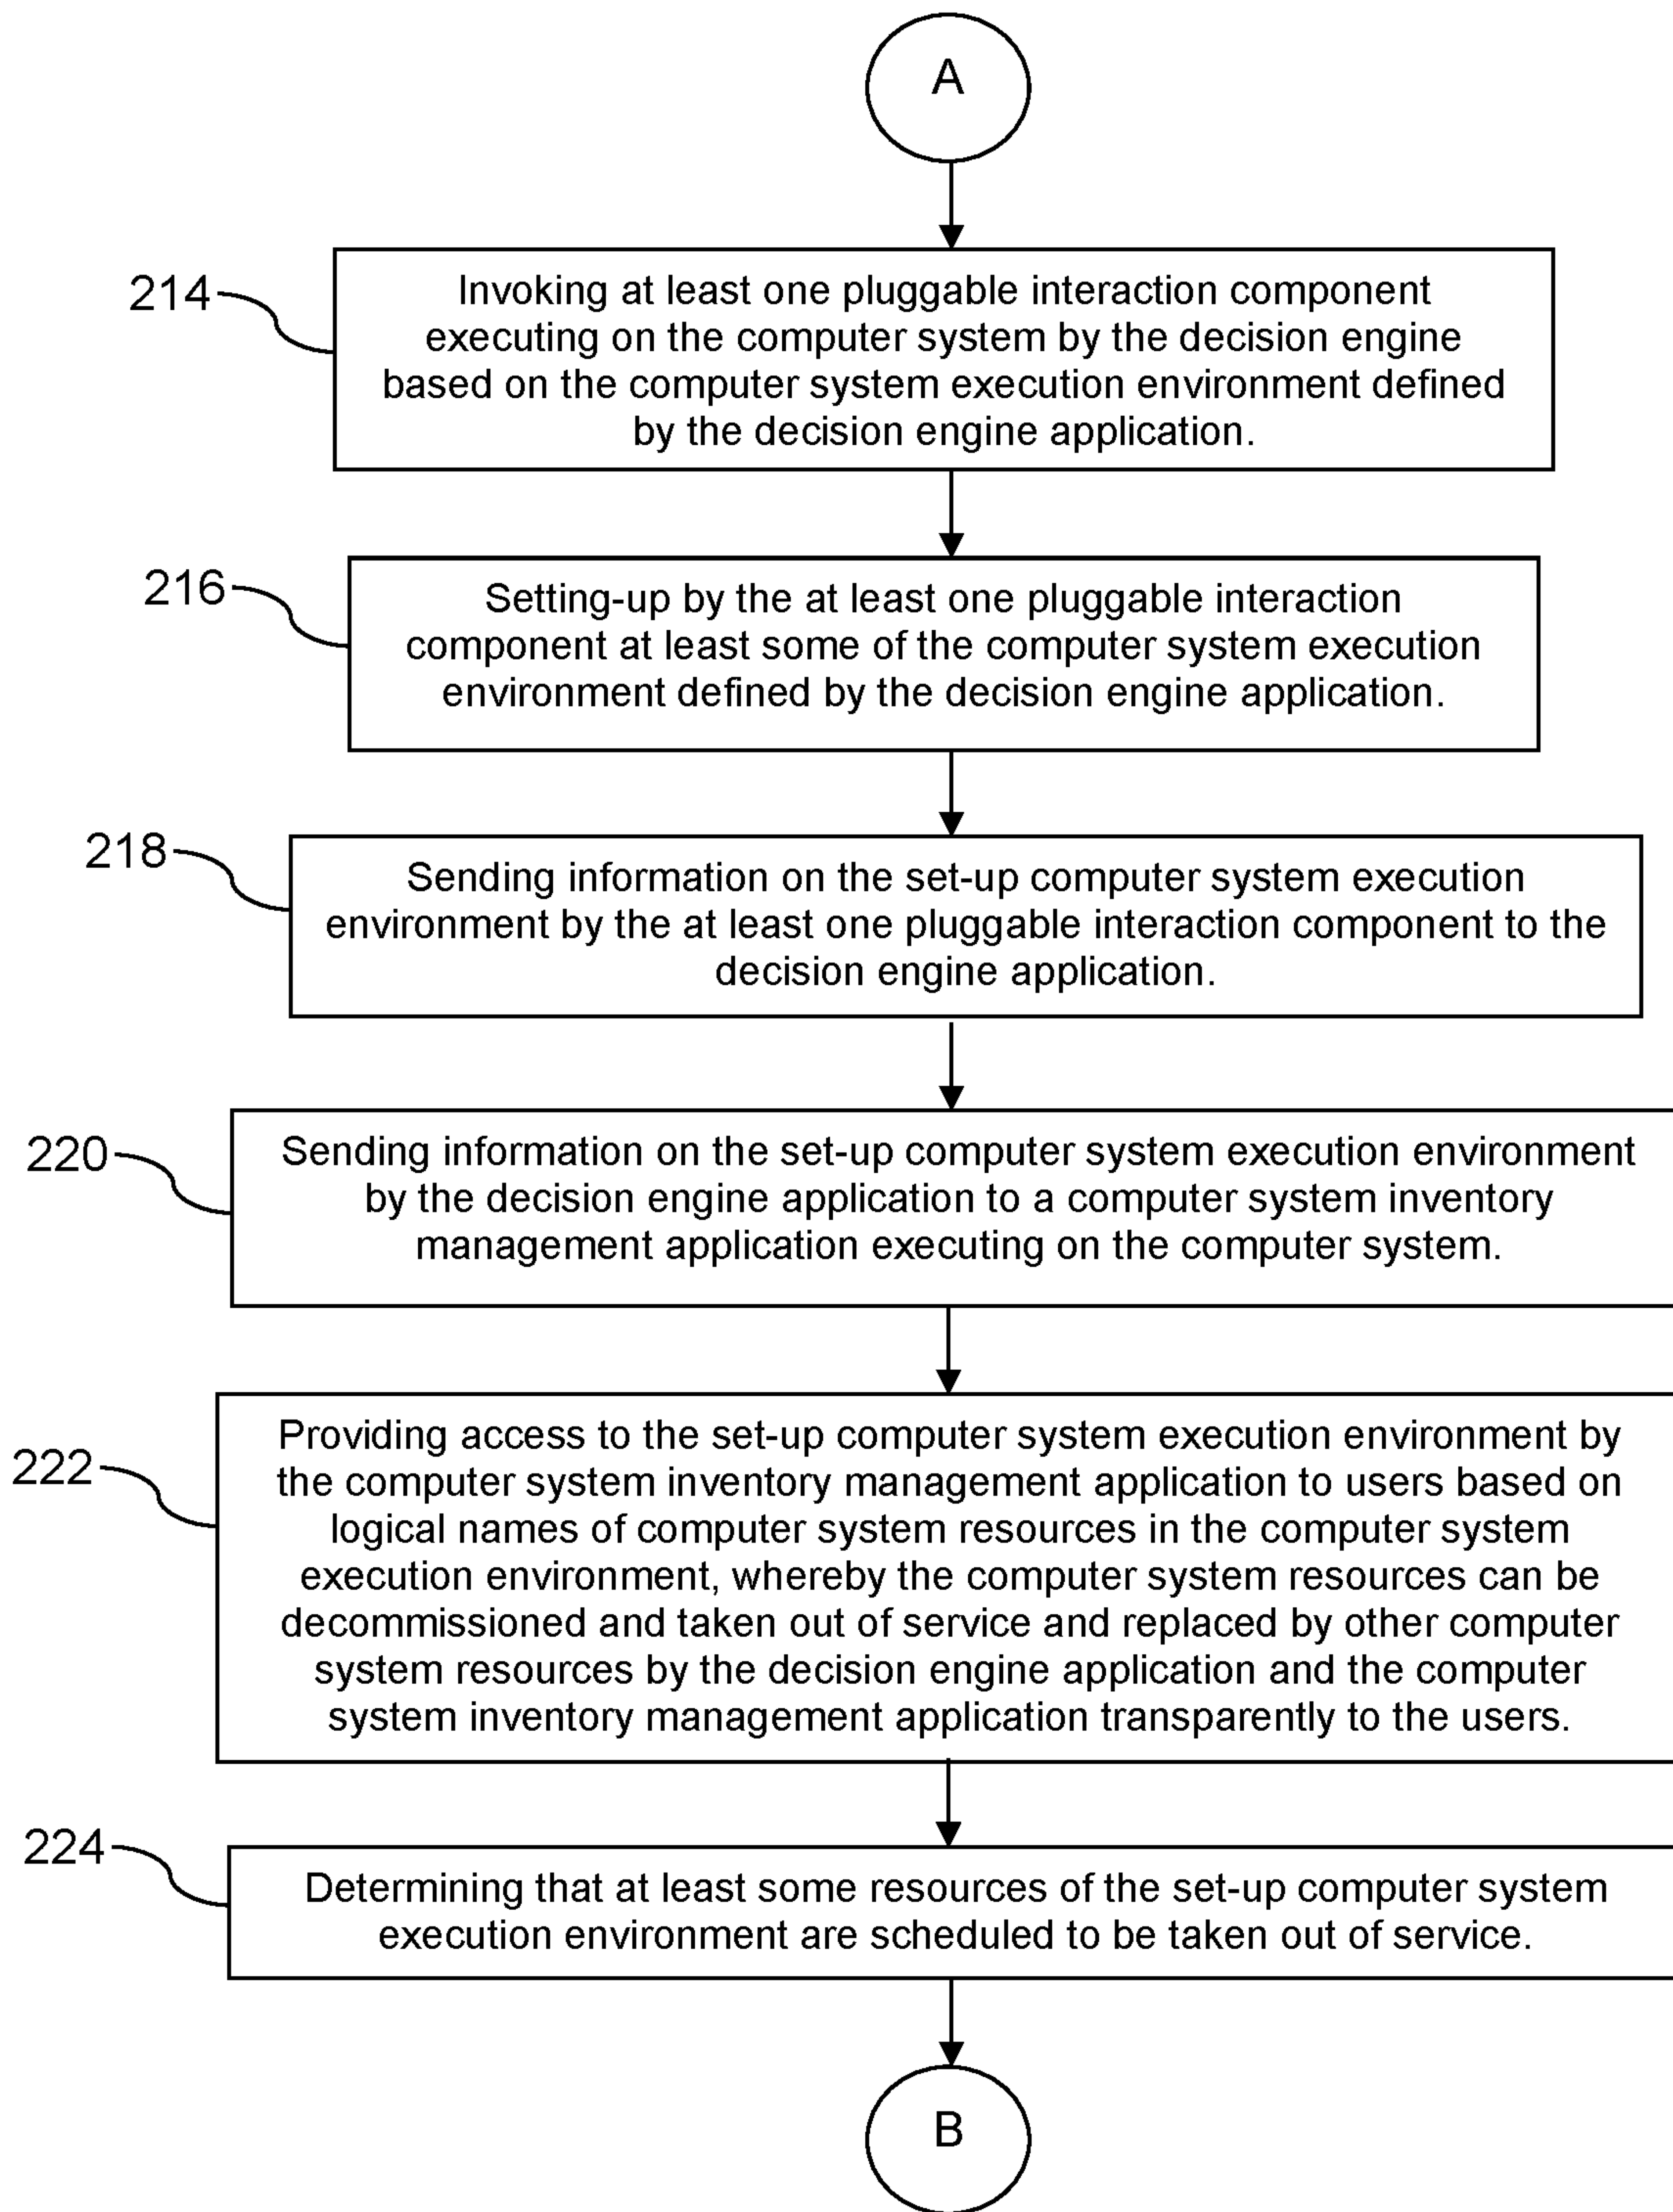 A
214
Invoking at least one pluggable interaction component
executing on the computer system by the decision engine
based on the computer system execution environment defined
by the decision engine application.
216
Setting-up by the at least one pluggable interaction
component at least some of the computer system execution
environment defined by the decision engine application.
218
Sending information on the set-up computer system execution
environment by the at least one pluggable interaction component to the
decision engine application.
220
Sending information on the set-up computer system execution environment
by the decision engine application to a computer system inventory
management application executing on the computer system.
222
Providing access to the set-up computer system execution environment by
the computer system inventory management application to users based on
logical names of computer system resources in the computer system
execution environment, whereby the computer system resources can be
decommissioned and taken out of service and replaced by other computer
system resources by the decision engine application and the computer
system inventory management application transparently to the users.
224
Determining that at least some resources of the set-up computer system
execution environment are scheduled to be taken out of service.
B